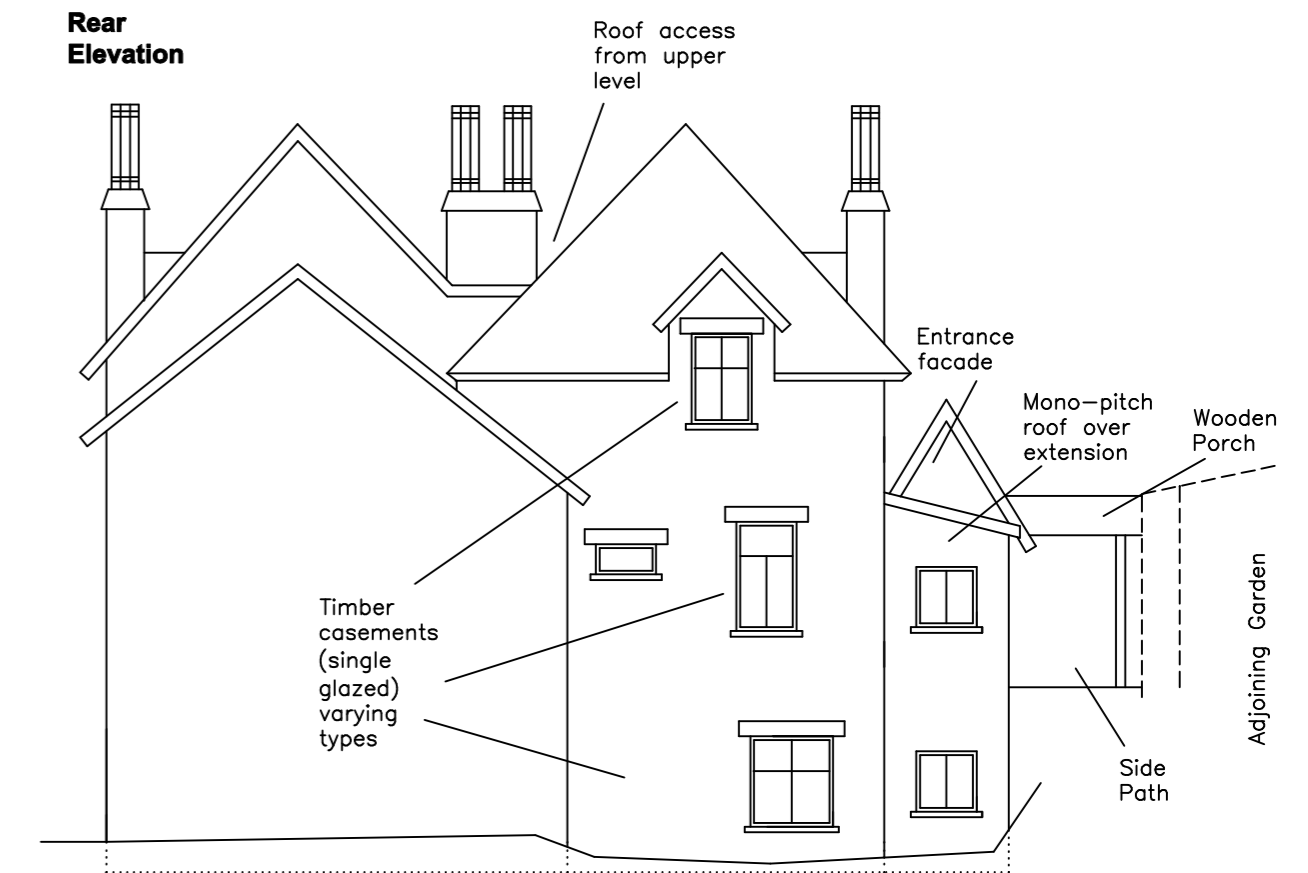 Rear
Elevation
Roof access
from upper
level
Entrance
facade
Mono-pitch
roof over
extension
Wooden
Porch
Timber
casements
(single
glazed)
varying
types
Adjoining Garden
Side
Path